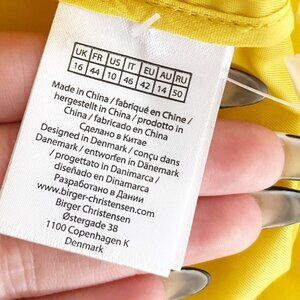 UK FR US IT EU AU RU
16 44 10 46 42 14 50
Made in China / fabriqué en Chine /
hergestellt in China / prodotto in
China / fabricado en China
Сделано в Китае
Designed in Denmark / conçu dans
Danemark / entworfen in Dänemark
/ progettato in Danimarca /
diseñado en Dinamarca
Разработано в Дании
www.birger-christensen.com
Birger Christensen
Østergade 38
1100 Copenhagen K
Denmark